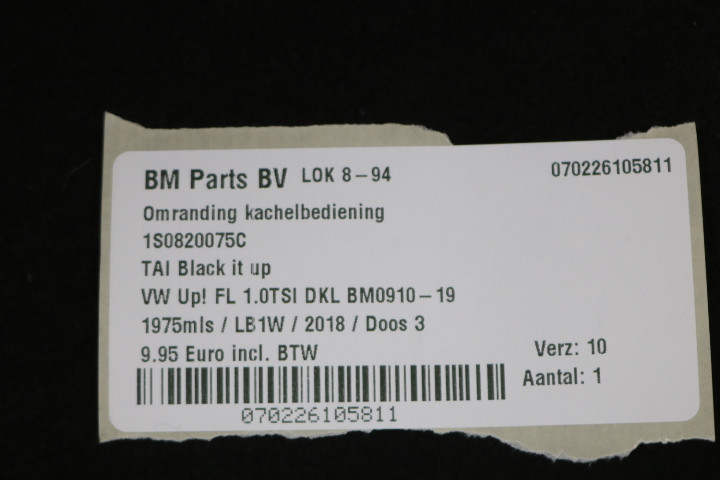 BM Parts BV LOK 8-94 070226105811
Omranding kachelbediening
1S0820075C
TAI Black it up
VW Up! FL 1.0TSI DKL BM0910-19
1975mls / LB1W / 2018 / Doos 3
9.95 Euro incl. BTW Verz: 10
Aantal: 1
070226105811